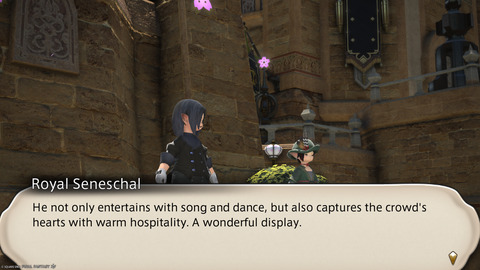 Royal Seneschal
He not only entertains with song and dance, but also captures the crowd's
hearts with warm hospitality. A wonderful display.